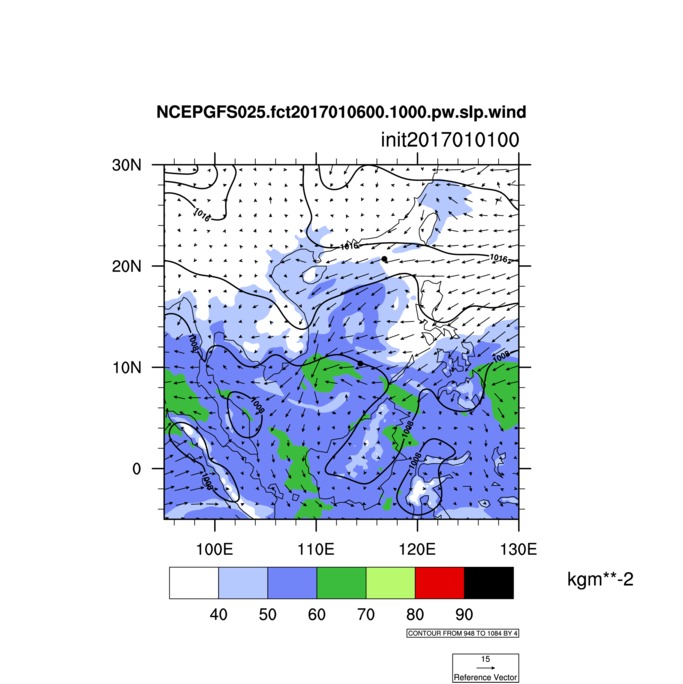 NCEPGFS025.fct2017010600.1000.pw.slp.wind
init2017010100
30N
20N
10N
0
1016
1016
1016
1008
1008
1008
1008
1008
1008
100E 110E 120E 130E
kgm**-2
40 50 60 70 80 90
CONTOUR FROM 948 TO 1084 BY 4
15
Reference Vector